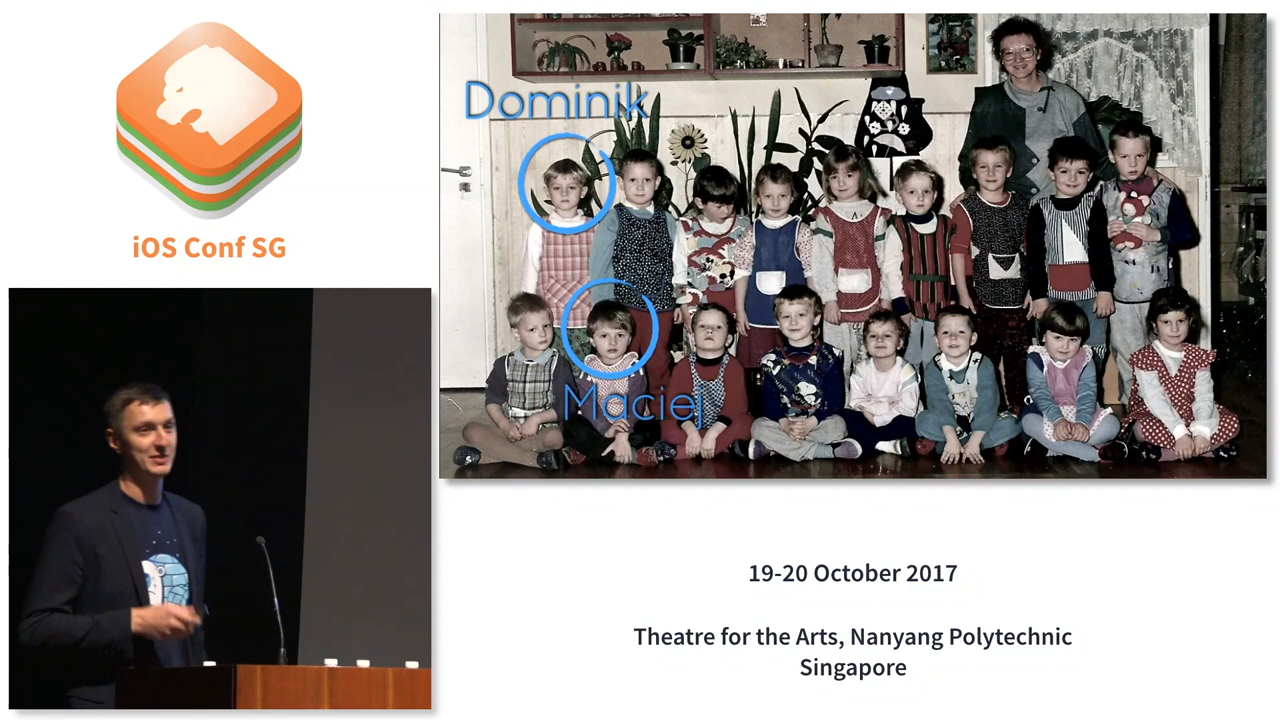 iOS Conf SG
Dominik
Maciej
19-20 October 2017
Theatre for the Arts, Nanyang Polytechnic
Singapore